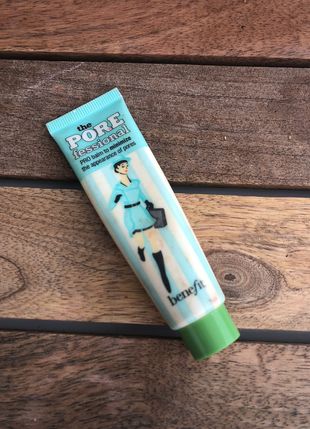 the
PORE
fessional
PRO balm to minimize
the appearance of pores
benefit